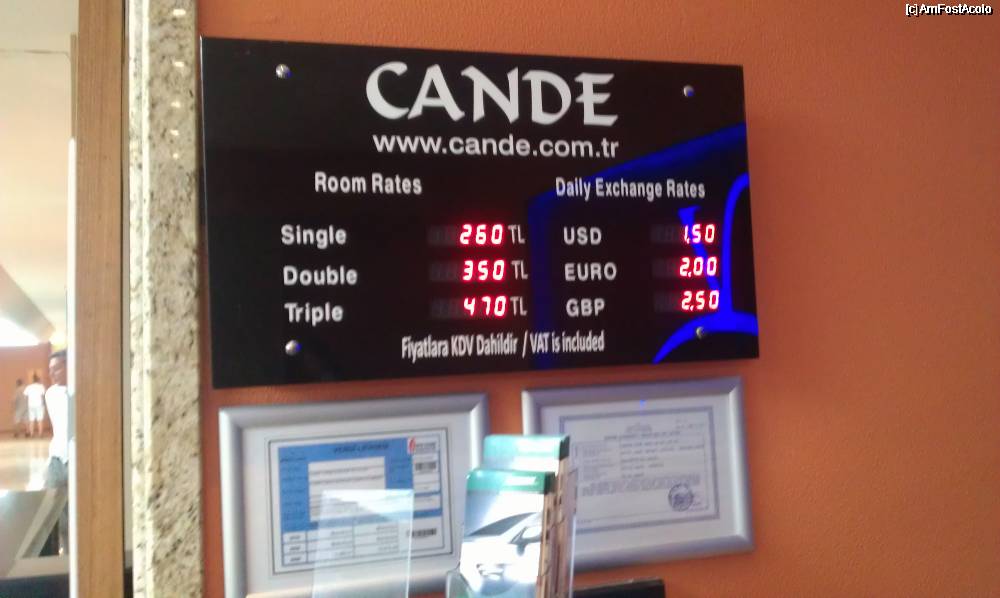 [c]AmFostAcolo
CANDE
www.cande.com.tr
Room Rates
Single 260 TL
Double 350 TL
Triple 470 TL
Daily Exchange Rates
USD 1,50
EURO 2,00
GBP 2,50
Fiyatlara KDV Dahildir / VAT is included